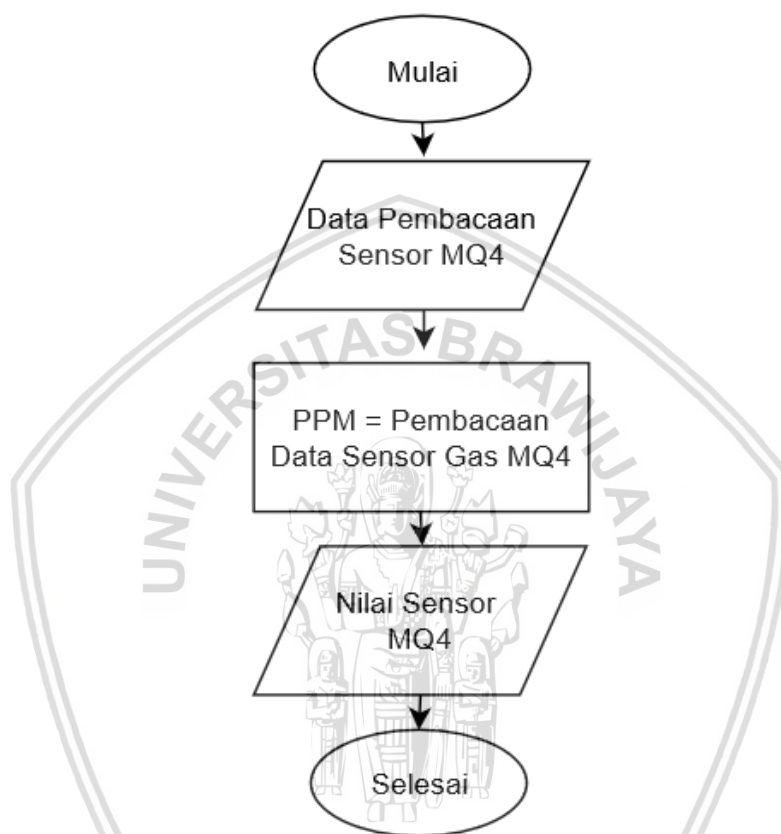 Mulai
Data Pembacaan
Sensor MQ4
UNIVERSITAS BRAWIJAYA
PPM = Pembacaan
Data Sensor Gas MQ4
Nilai Sensor
MQ4
Selesai